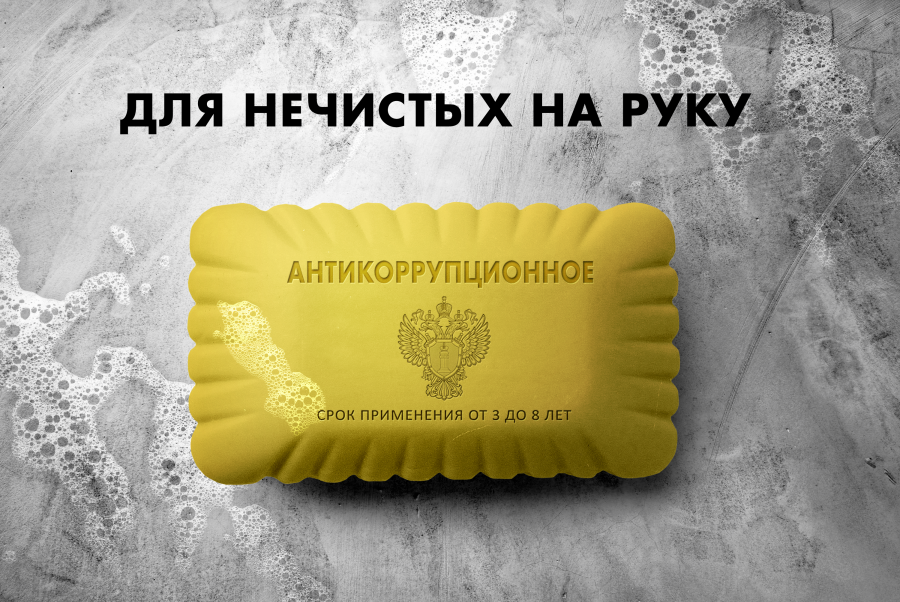 ДЛЯ НЕЧИСТЫХ НА РУКУ
АНТИКОРРУПЦИОННОЕ
СРОК ПРИМЕНЕНИЯ ОТ 3 ДО 8 ЛЕТ